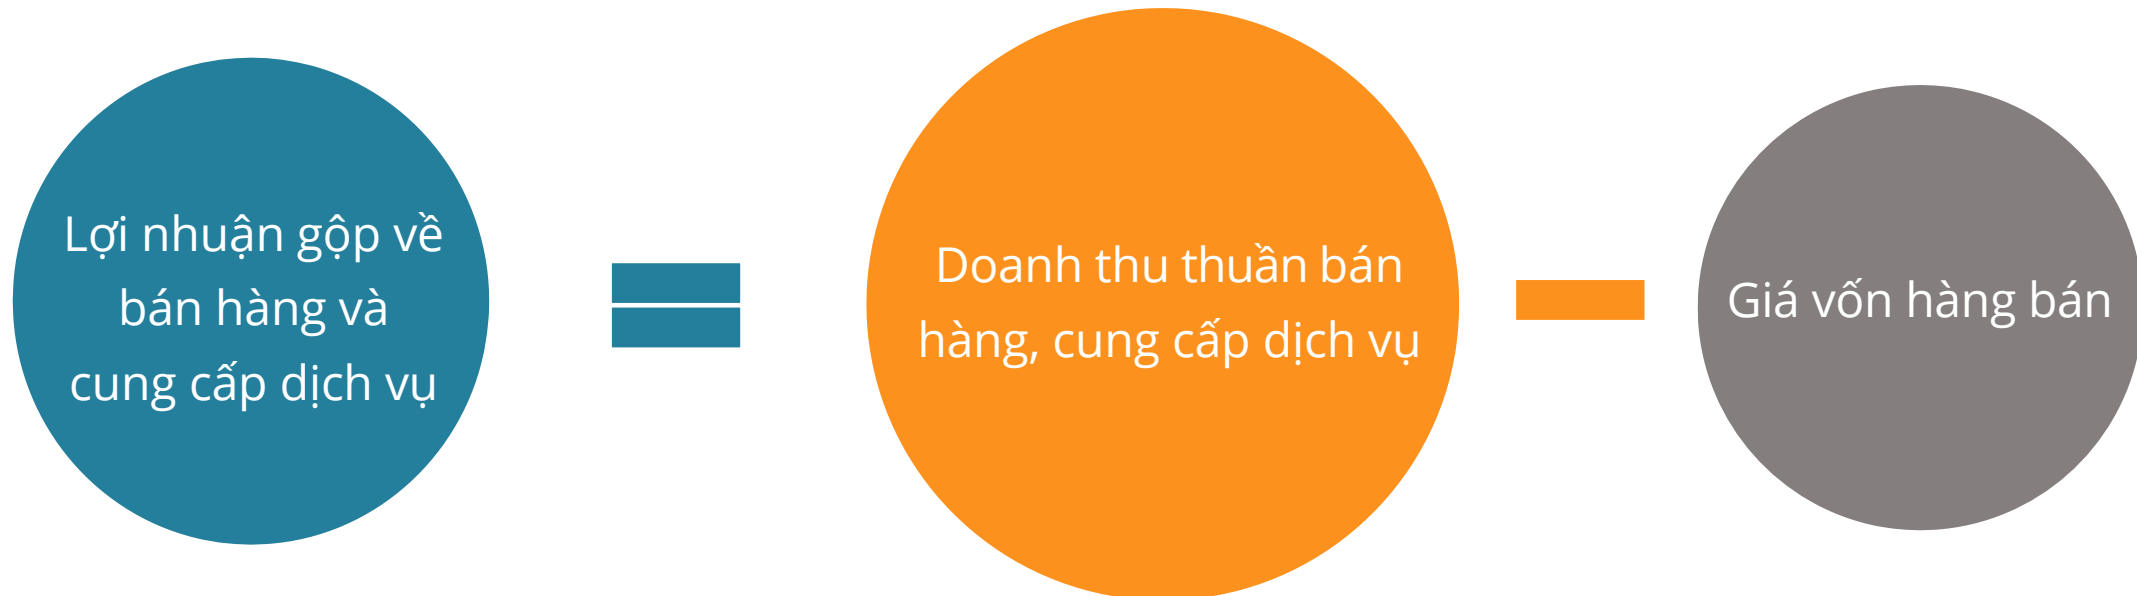 Lợi nhuận gộp về
bán hàng và
cung cấp dịch vụ
Doanh thu thuần bán
hàng, cung cấp dịch vụ
Giá vốn hàng bán